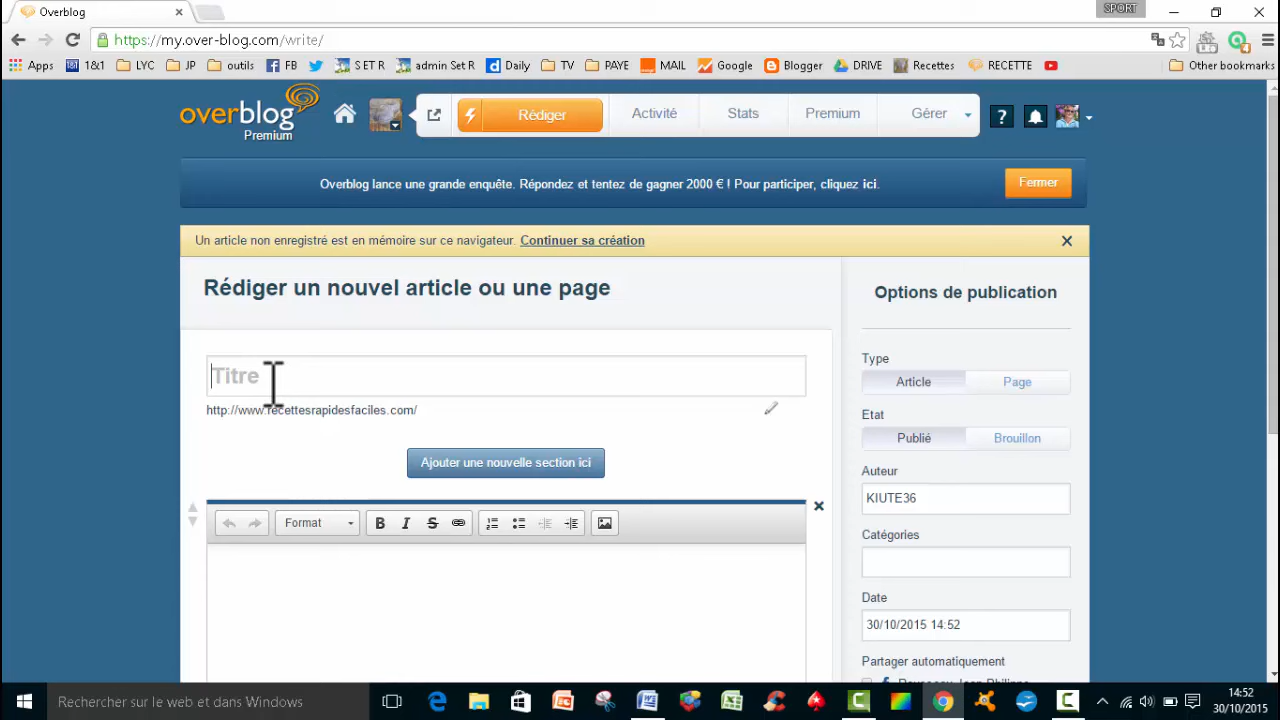 Overblog
SPORT
https://my.over-blog.com/write/
Apps 1&1 LYC JP outils FB S ET R admin Set R Daily TV PAYE MAIL Google Blogger DRIVE Recettes RECETTE Other bookmarks
overblog
Premium
Rédiger Activité Stats Premium Gérer ?
Overblog lance une grande enquête. Répondez et tentez de gagner 2000 € ! Pour participer, cliquez ici.
Fermer
Un article non enregistré est en mémoire sur ce navigateur. Continuer sa création
Rédiger un nouvel article ou une page
Titre
http://www.recettesrapidesfaciles.com/
Ajouter une nouvelle section ici
Format B I S
Options de publication
Type
Article Page
Etat
Publié Brouillon
Auteur
KIUTE36
Catégories
Date
30/10/2015 14:52
Partager automatiquement
Rechercher sur le web et dans Windows
14:52
30/10/2015